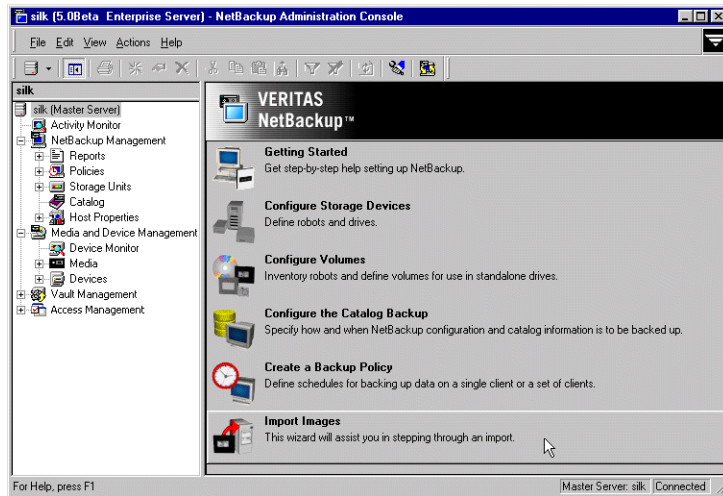 silk (5.0Beta  Enterprise Server) - NetBackup Administration Console
File Edit View Actions Help
silk
silk (Master Server)
Activity Monitor
NetBackup Management
Reports
Policies
Storage Units
Catalog
Host Properties
Media and Device Management
Device Monitor
Media
Devices
Vault Management
Access Management
VERITAS
NetBackup™
Getting Started
Get step-by-step help setting up NetBackup.
Configure Storage Devices
Define robots and drives.
Configure Volumes
Inventory robots and define volumes for use in standalone drives.
Configure the Catalog Backup
Specify how and when NetBackup configuration and catalog information is to be backed up.
Create a Backup Policy
Define schedules for backing up data on a single client or a set of clients.
Import Images
This wizard will assist you in stepping through an import.
For Help, press F1
Master Server: silk
Connected